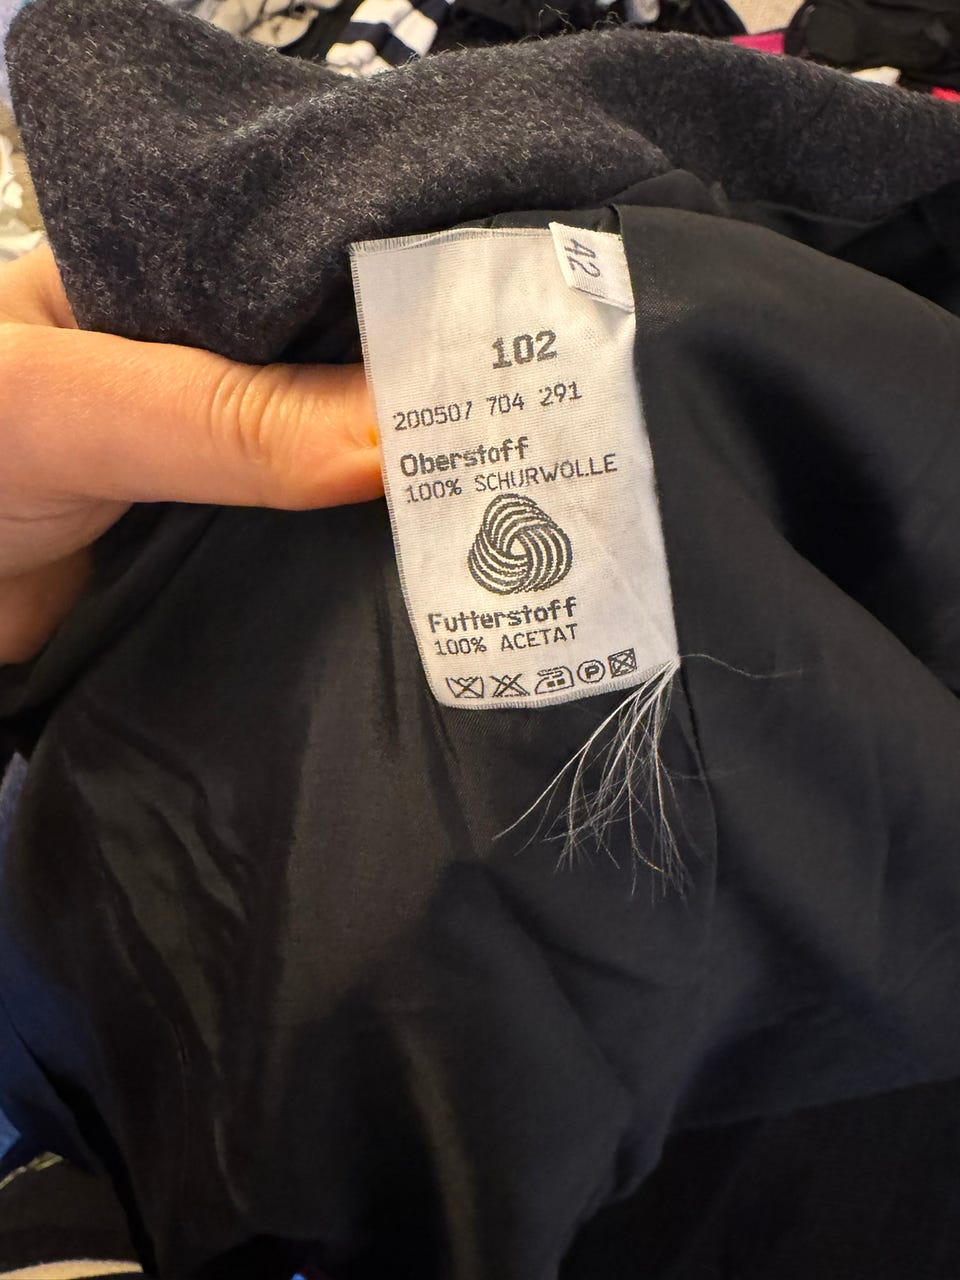 42
102
200507 704 291
Oberstoff
100% SCHURWOLLE
Futterstoff
100% ACETAT
P